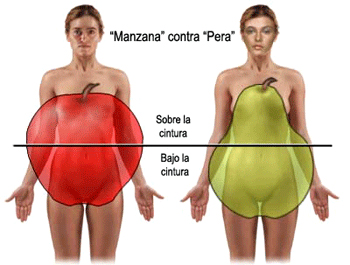 “Manzana” contra “Pera”
Sobre la
cintura
Bajo la
cintura